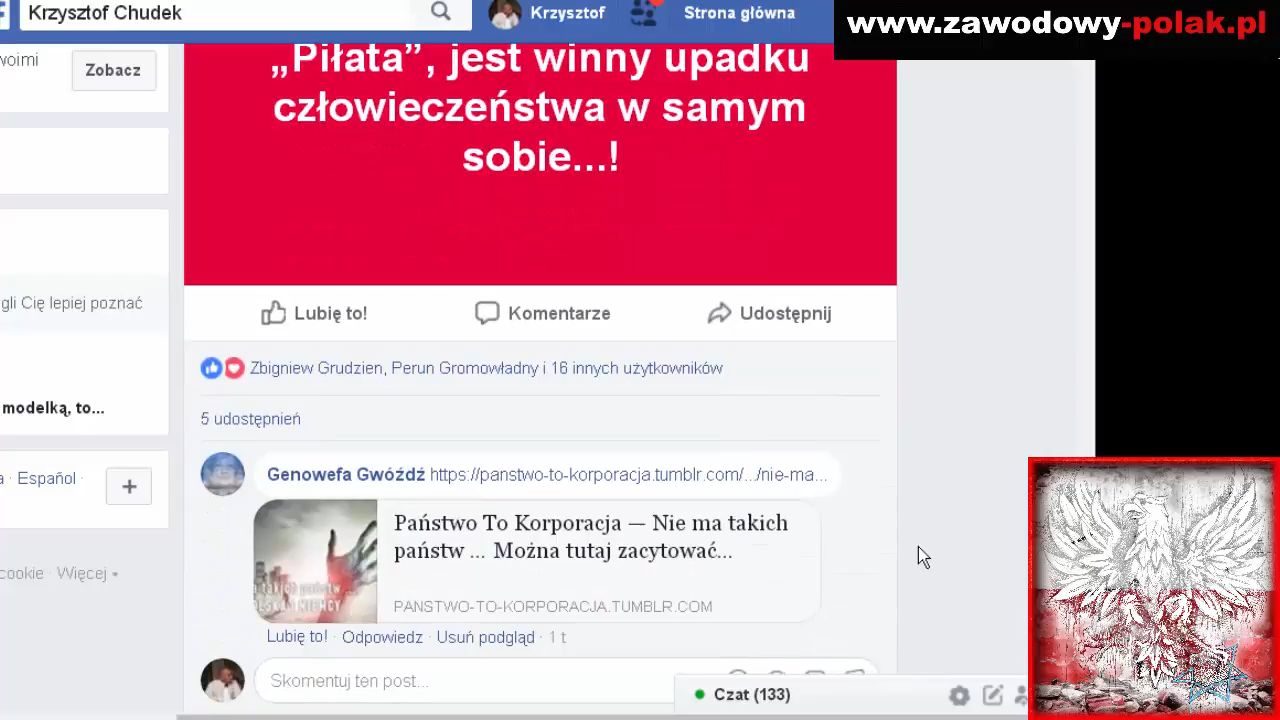 Krzysztof Chudek
Krzysztof
Strona główna
www.zawodowy-polak.pl
woimi
Zobacz
„Piłata”, jest winny upadku
człowieczeństwa w samym
sobie...!
gli Cię lepiej poznać
Lubię to!
Komentarze
Udostępnij
Zbigniew Grudzien, Perun Gromowładny i 16 innych użytkowników
modelką, to...
5 udostępnień
Genowefa Gwóźdź https://panstwo-to-korporacja.tumblr.com/.../nie-ma...
a · Español ·
Państwo To Korporacja — Nie ma takich
państw ... Można tutaj zacytować...
cookie · Więcej
PANSTWO-TO-KORPORACJA.TUMBLR.COM
Lubię to! · Odpowiedz · Usuń podgląd · 1 t
Skomentuj ten post...
Czat (133)